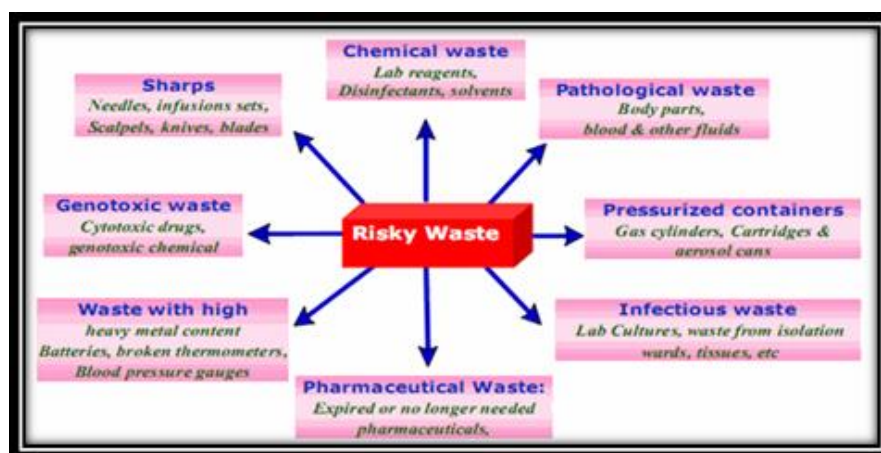 Chemical waste
Lab reagents,
Disinfectants, solvents
Sharps
Needles, infusions sets,
Scalpels, knives, blades
Pathological waste
Body parts,
blood & other fluids
Genotoxic waste
Cytotoxic drugs,
genotoxic chemical
Risky Waste
Pressurized containers
Gas cylinders, Cartridges &
aerosol cans
Waste with high
heavy metal content
Batteries, broken thermometers,
Blood pressure gauges
Infectious waste
Lab Cultures, waste from isolation
wards, tissues, etc
Pharmaceutical Waste:
Expired or no longer needed
pharmaceuticals,